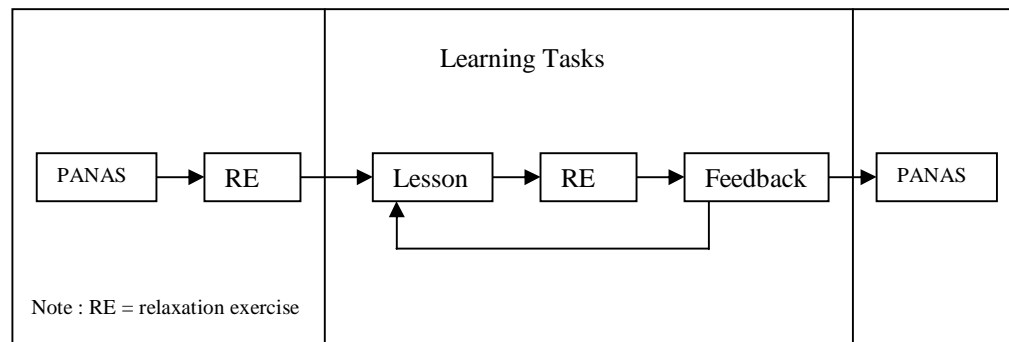 Learning Tasks
PANAS
RE
Lesson
RE
Feedback
PANAS
Note : RE = relaxation exercise